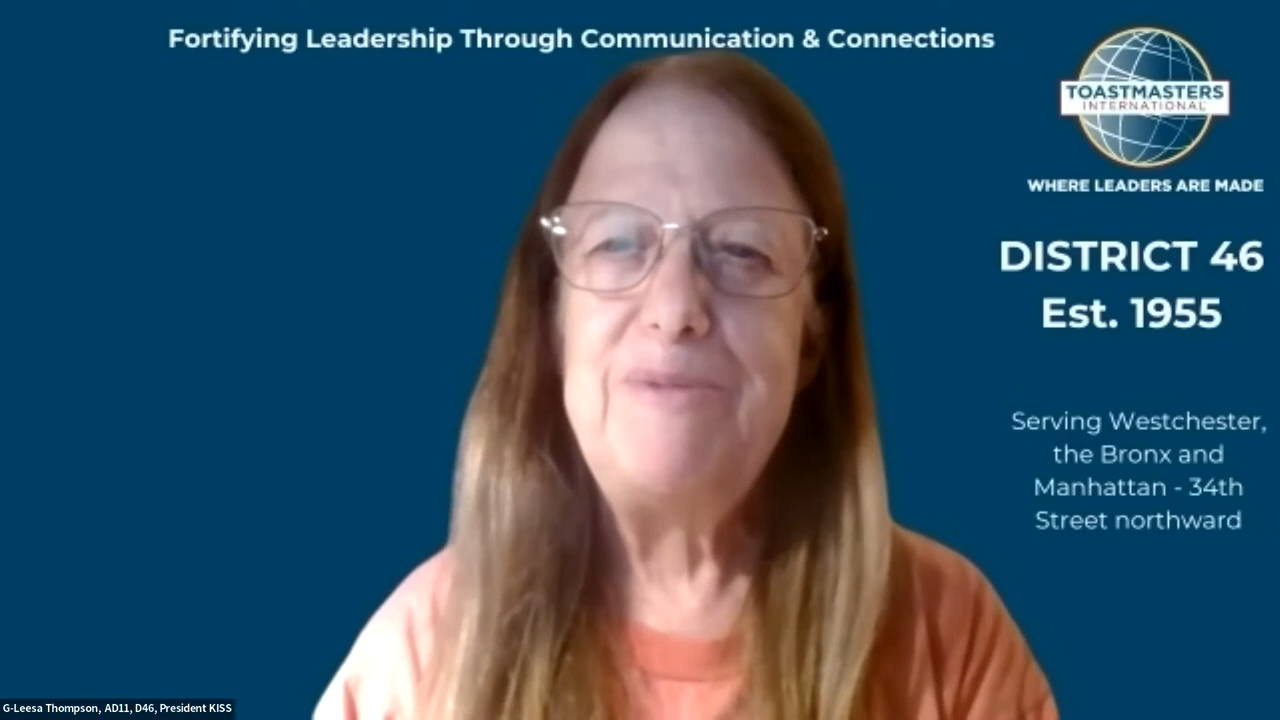 Fortifying Leadership Through Communication & Connections
TOASTMASTERS
INTERNATIONAL
WHERE LEADERS ARE MADE
DISTRICT 46
Est. 1955
Serving Westchester,
the Bronx and
Manhattan - 34th
Street northward
G-Leesa Thompson, AD11, D46, President KISS